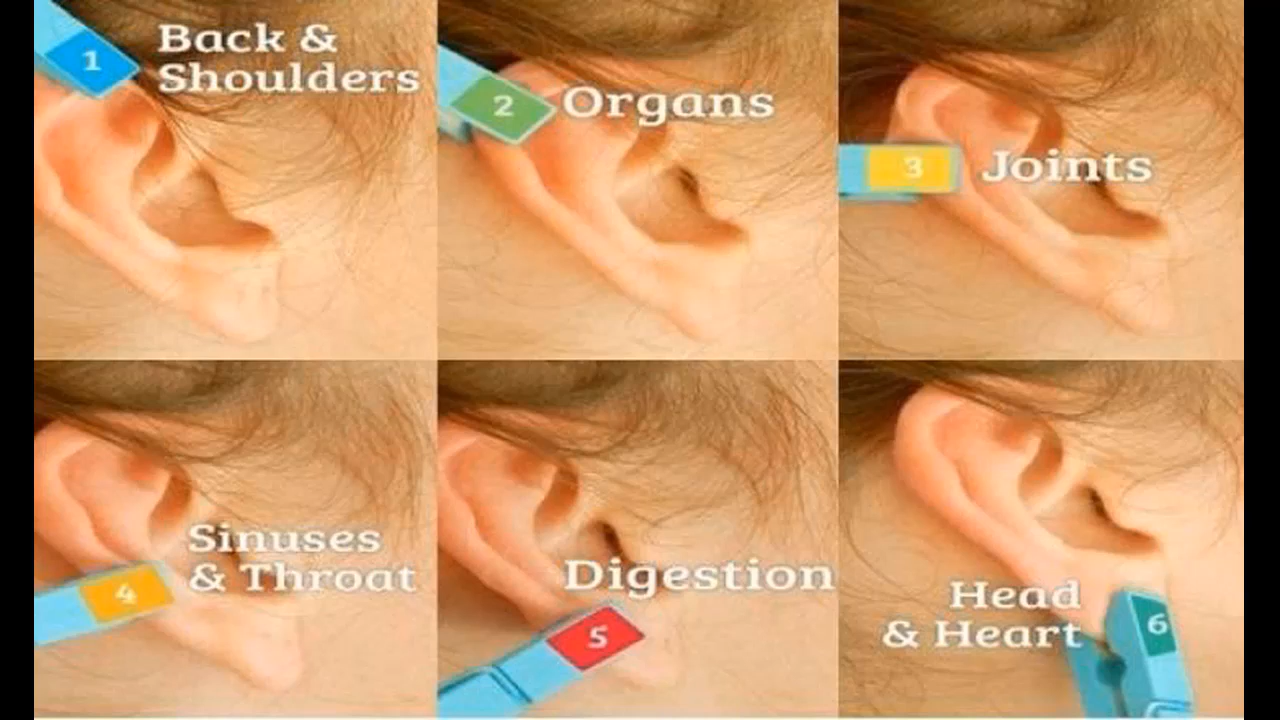 1
Back &
Shoulders
2
Organs
3
Joints
4
Sinuses
& Throat
5
Digestion
6
Head
& Heart